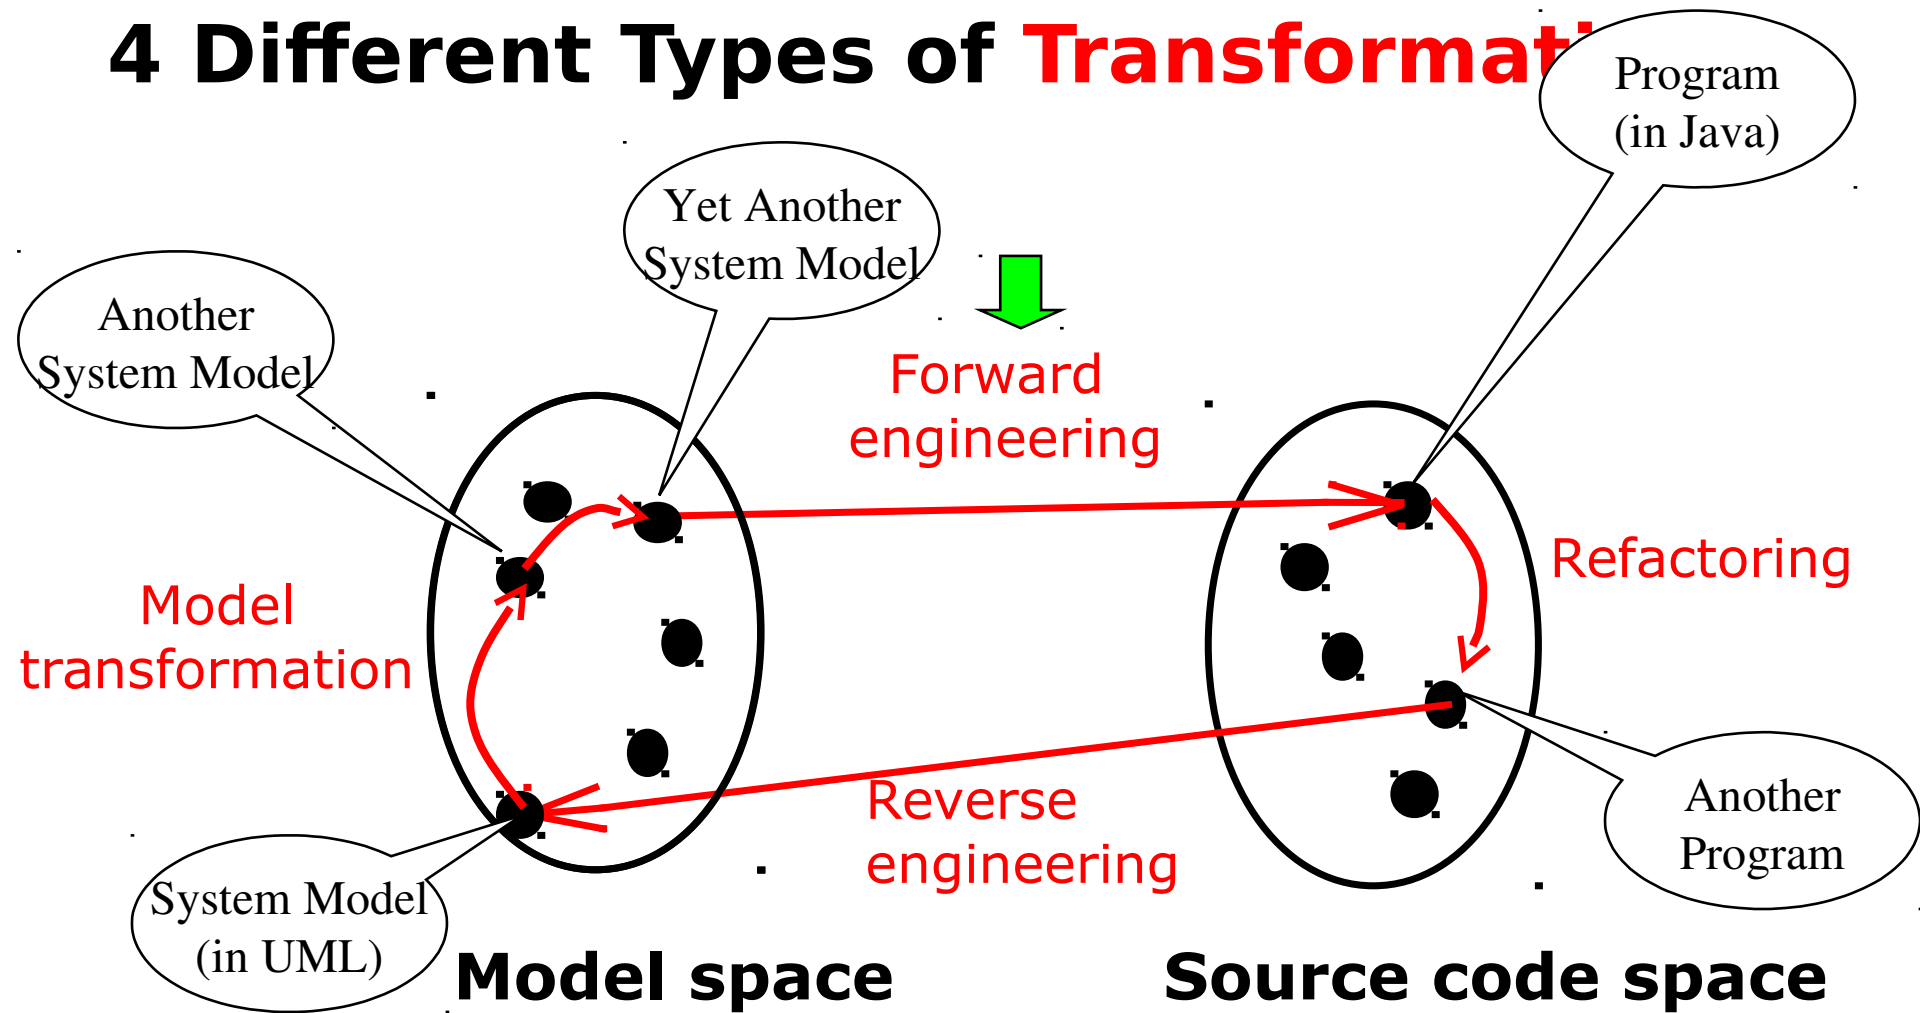 4 Different Types of Transformati
Program
(in Java)
Yet Another
System Model
Another
System Model
Forward
engineering
Refactoring
Model
transformation
Reverse
engineering
Another
Program
System Model
(in UML)
Model space
Source code space